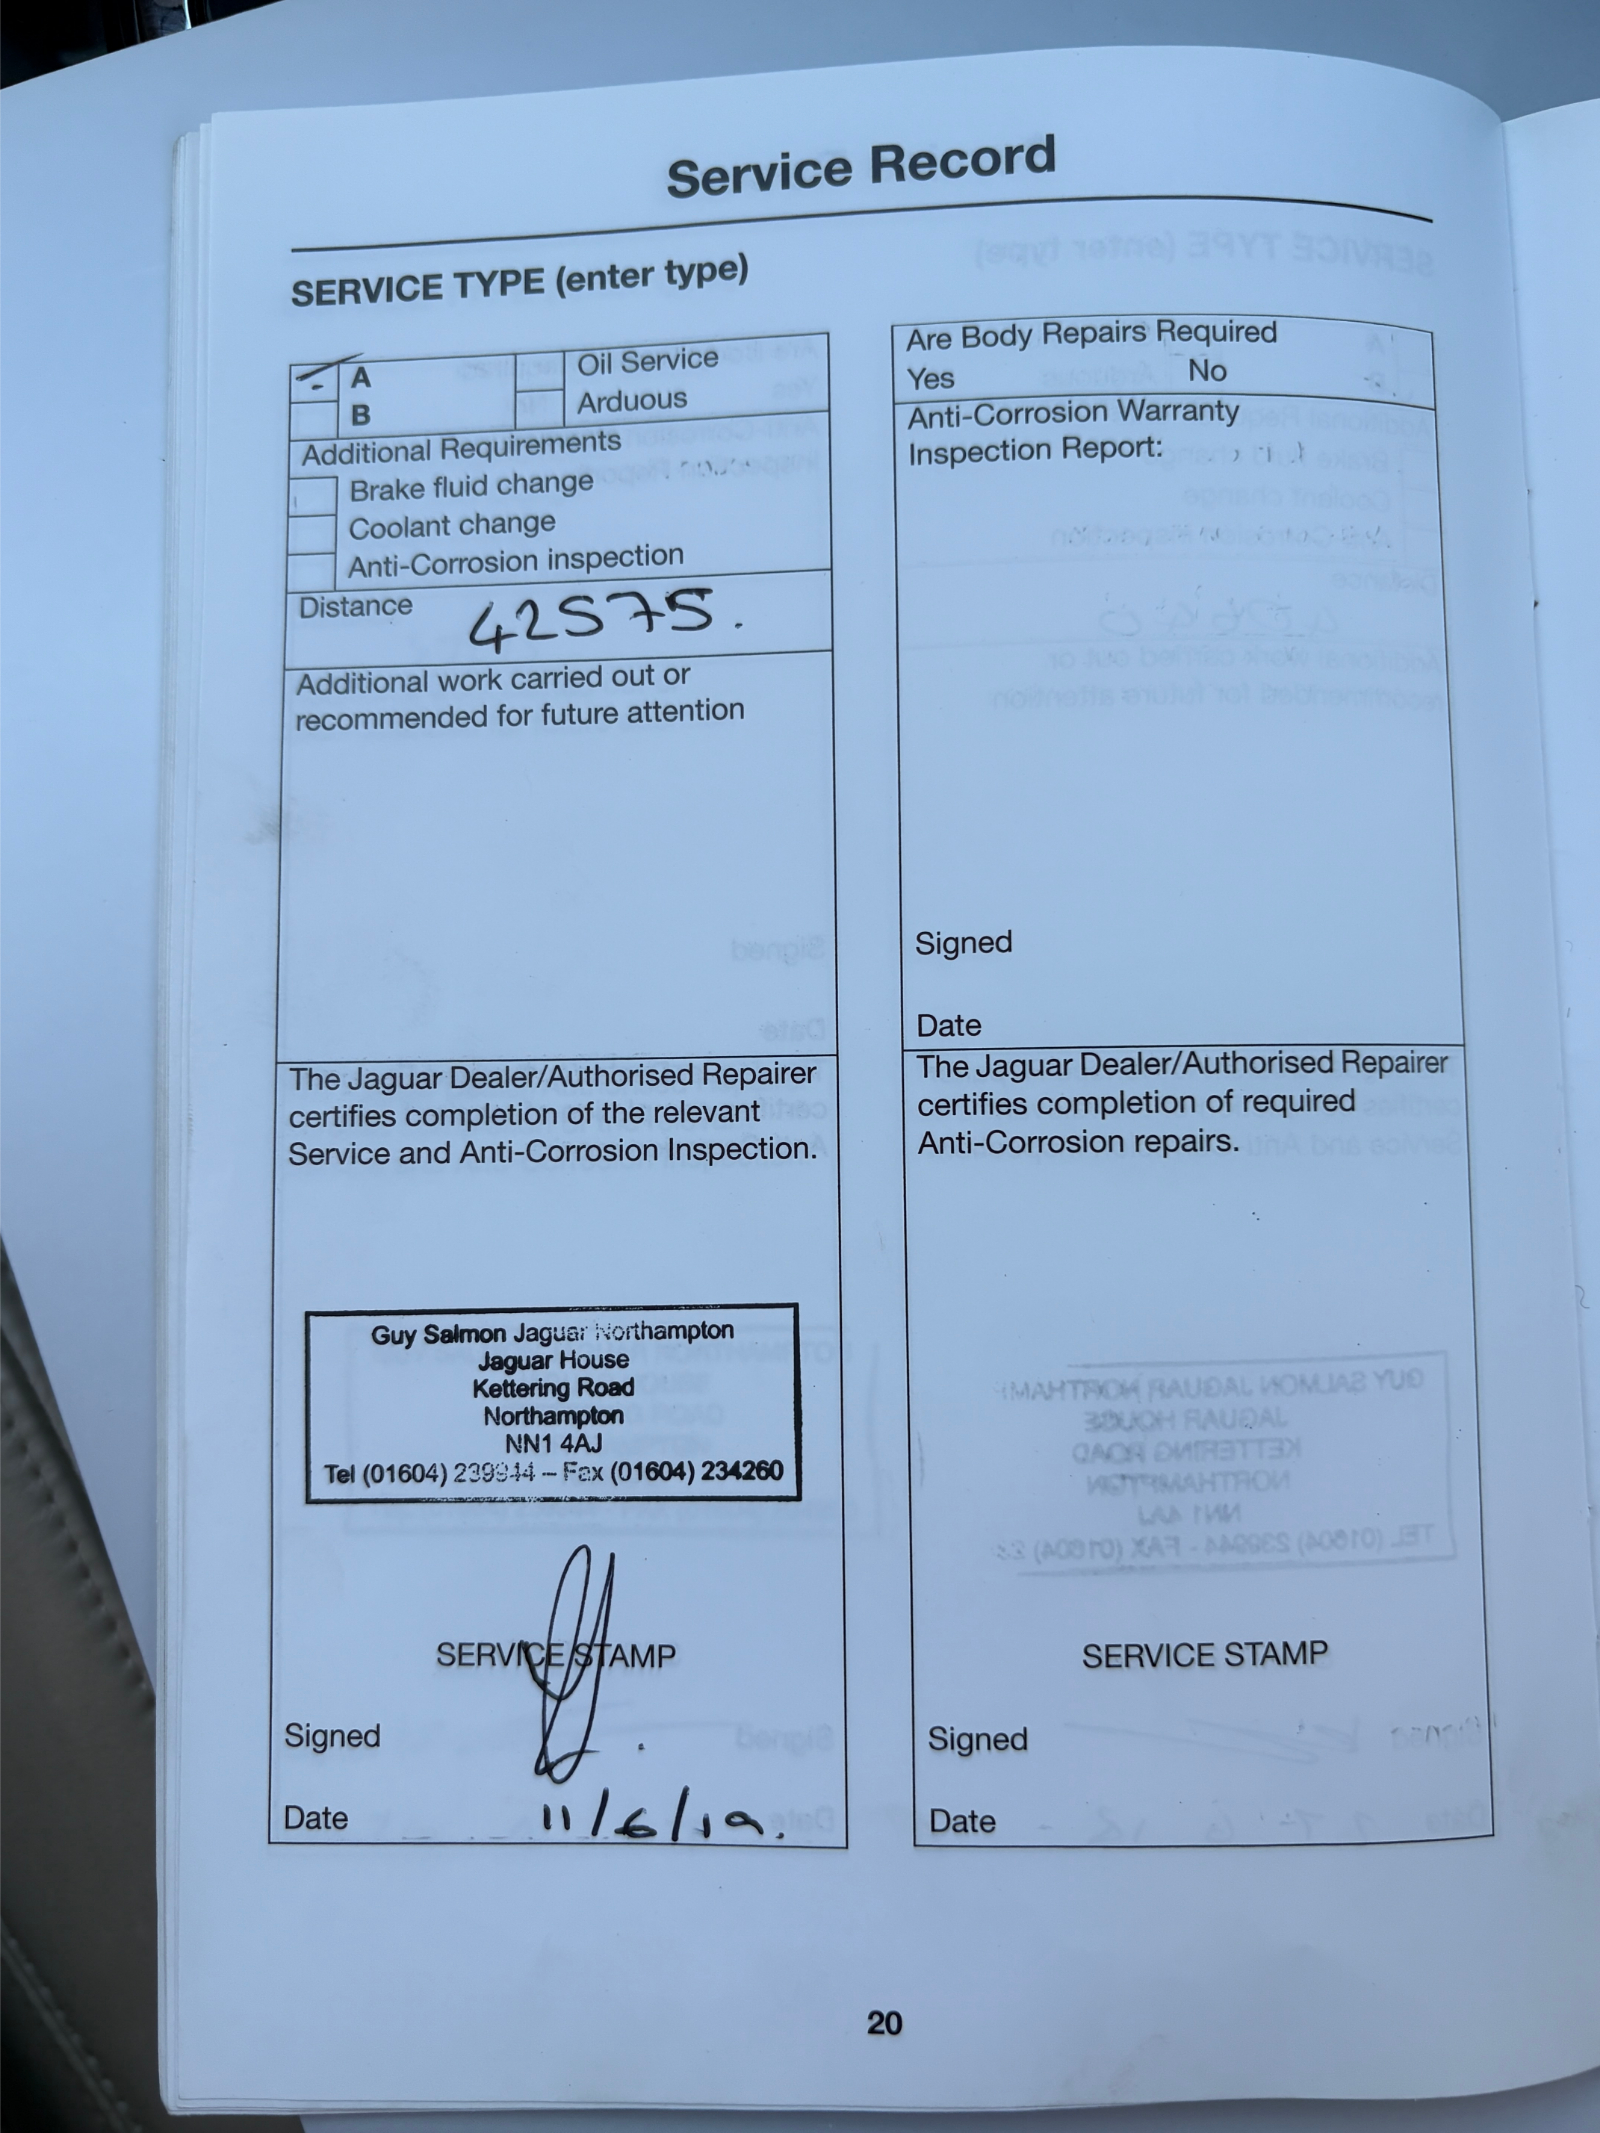 Service Record
SERVICE TYPE (enter type)
A
B
Oil Service
Arduous
Additional Requirements
Brake fluid change
Coolant change
Anti-Corrosion inspection
Distance 42575.
Additional work carried out or
recommended for future attention
The Jaguar Dealer/Authorised Repairer
certifies completion of the relevant
Service and Anti-Corrosion Inspection.
Guy Salmon Jaguar Northampton
Jaguar House
Kettering Road
Northampton
NN1 4AJ
Tel (01604) 239944 – Fax (01604) 234260
SERVICE STAMP
Signed
Date 11/6/19.
Are Body Repairs Required
Yes No
Anti-Corrosion Warranty
Inspection Report:
Signed
Date
The Jaguar Dealer/Authorised Repairer
certifies completion of required
Anti-Corrosion repairs.
SERVICE STAMP
Signed
Date
20